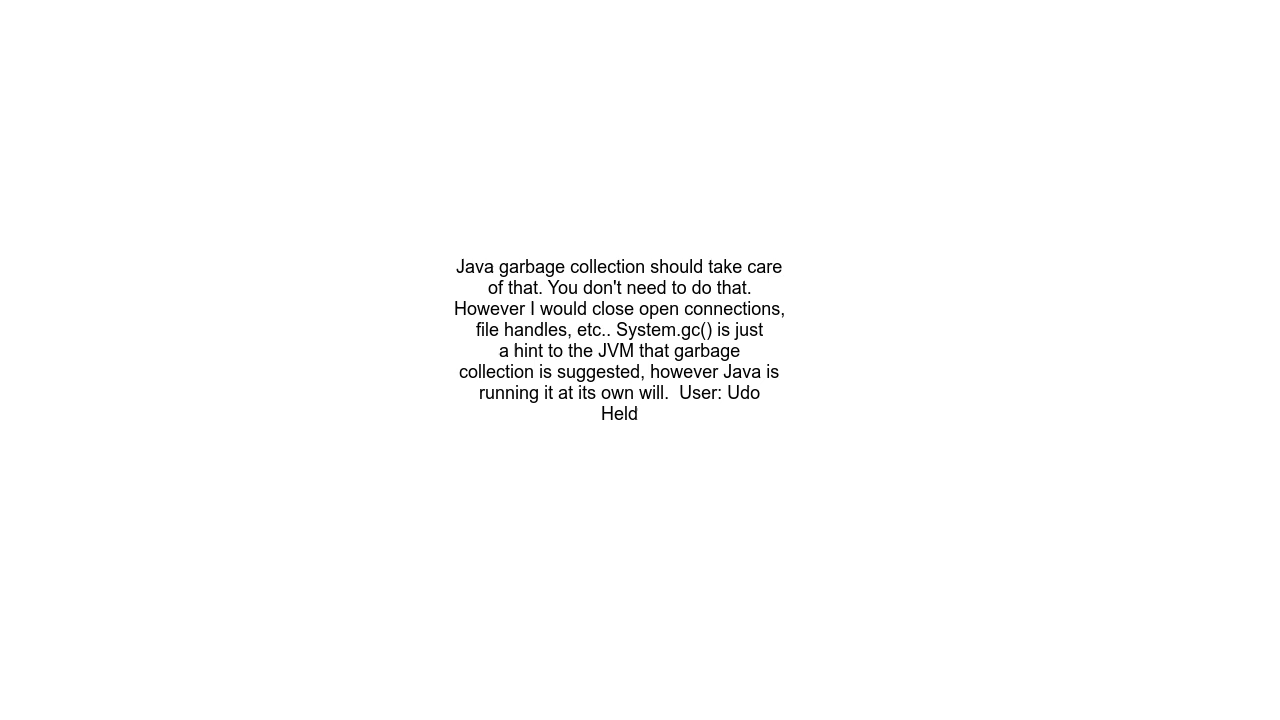 Java garbage collection should take care
of that. You don't need to do that.
However I would close open connections,
file handles, etc.. System.gc() is just
a hint to the JVM that garbage
collection is suggested, however Java is
running it at its own will.  User: Udo
Held